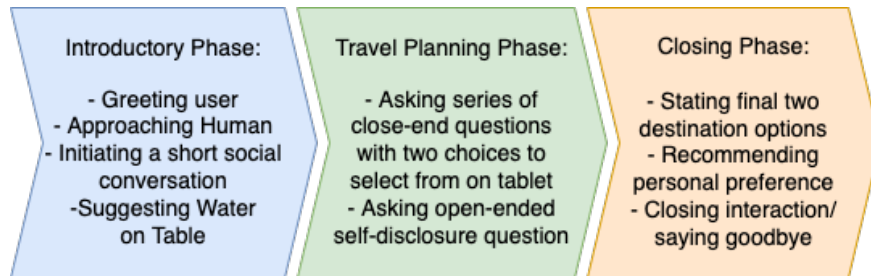 Introductory Phase:
- Greeting user
- Approaching Human
- Initiating a short social
conversation
-Suggesting Water
on Table
Travel Planning Phase:
- Asking series of
close-end questions
with two choices to
select from on tablet
- Asking open-ended
self-disclosure question
Closing Phase:
- Stating final two
destination options
- Recommending
personal preference
- Closing interaction/
saying goodbye